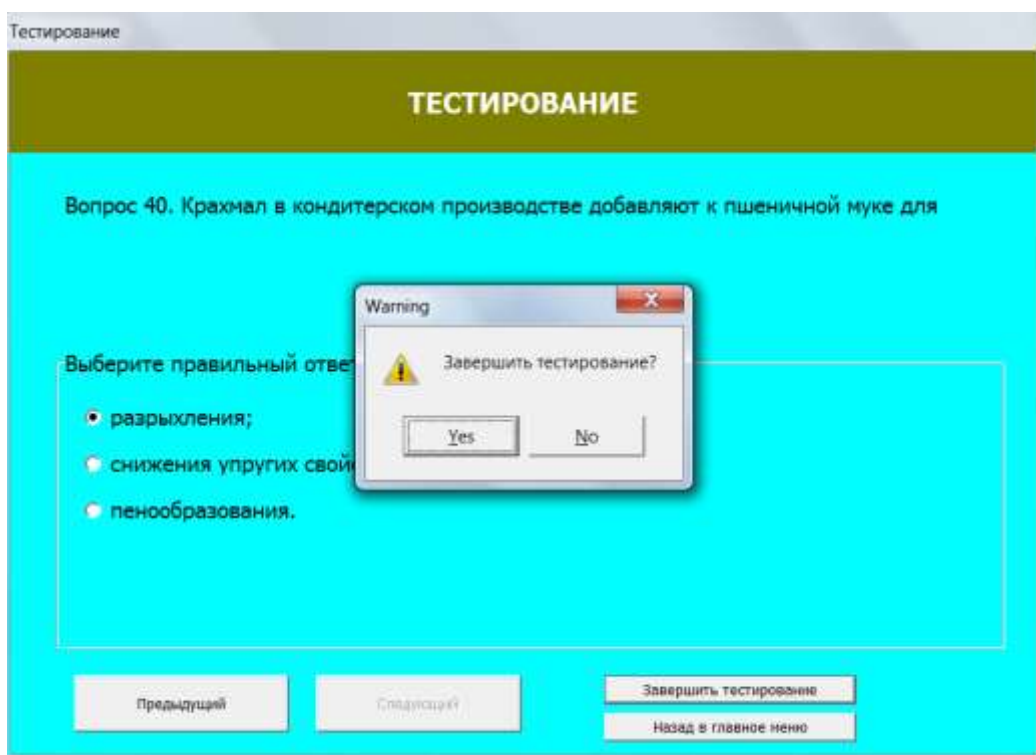 Тестирование
ТЕСТИРОВАНИЕ
Вопрос 40. Крахмал в кондитерском производстве добавляют к пшеничной муке для
Warning
Завершить тестирование?
Yes
No
Выберите правильный отве
разрыхления;
снижения упругих свой
пенообразования.
Предыдущий
Следующий
Завершить тестирование
Назад в главное меню